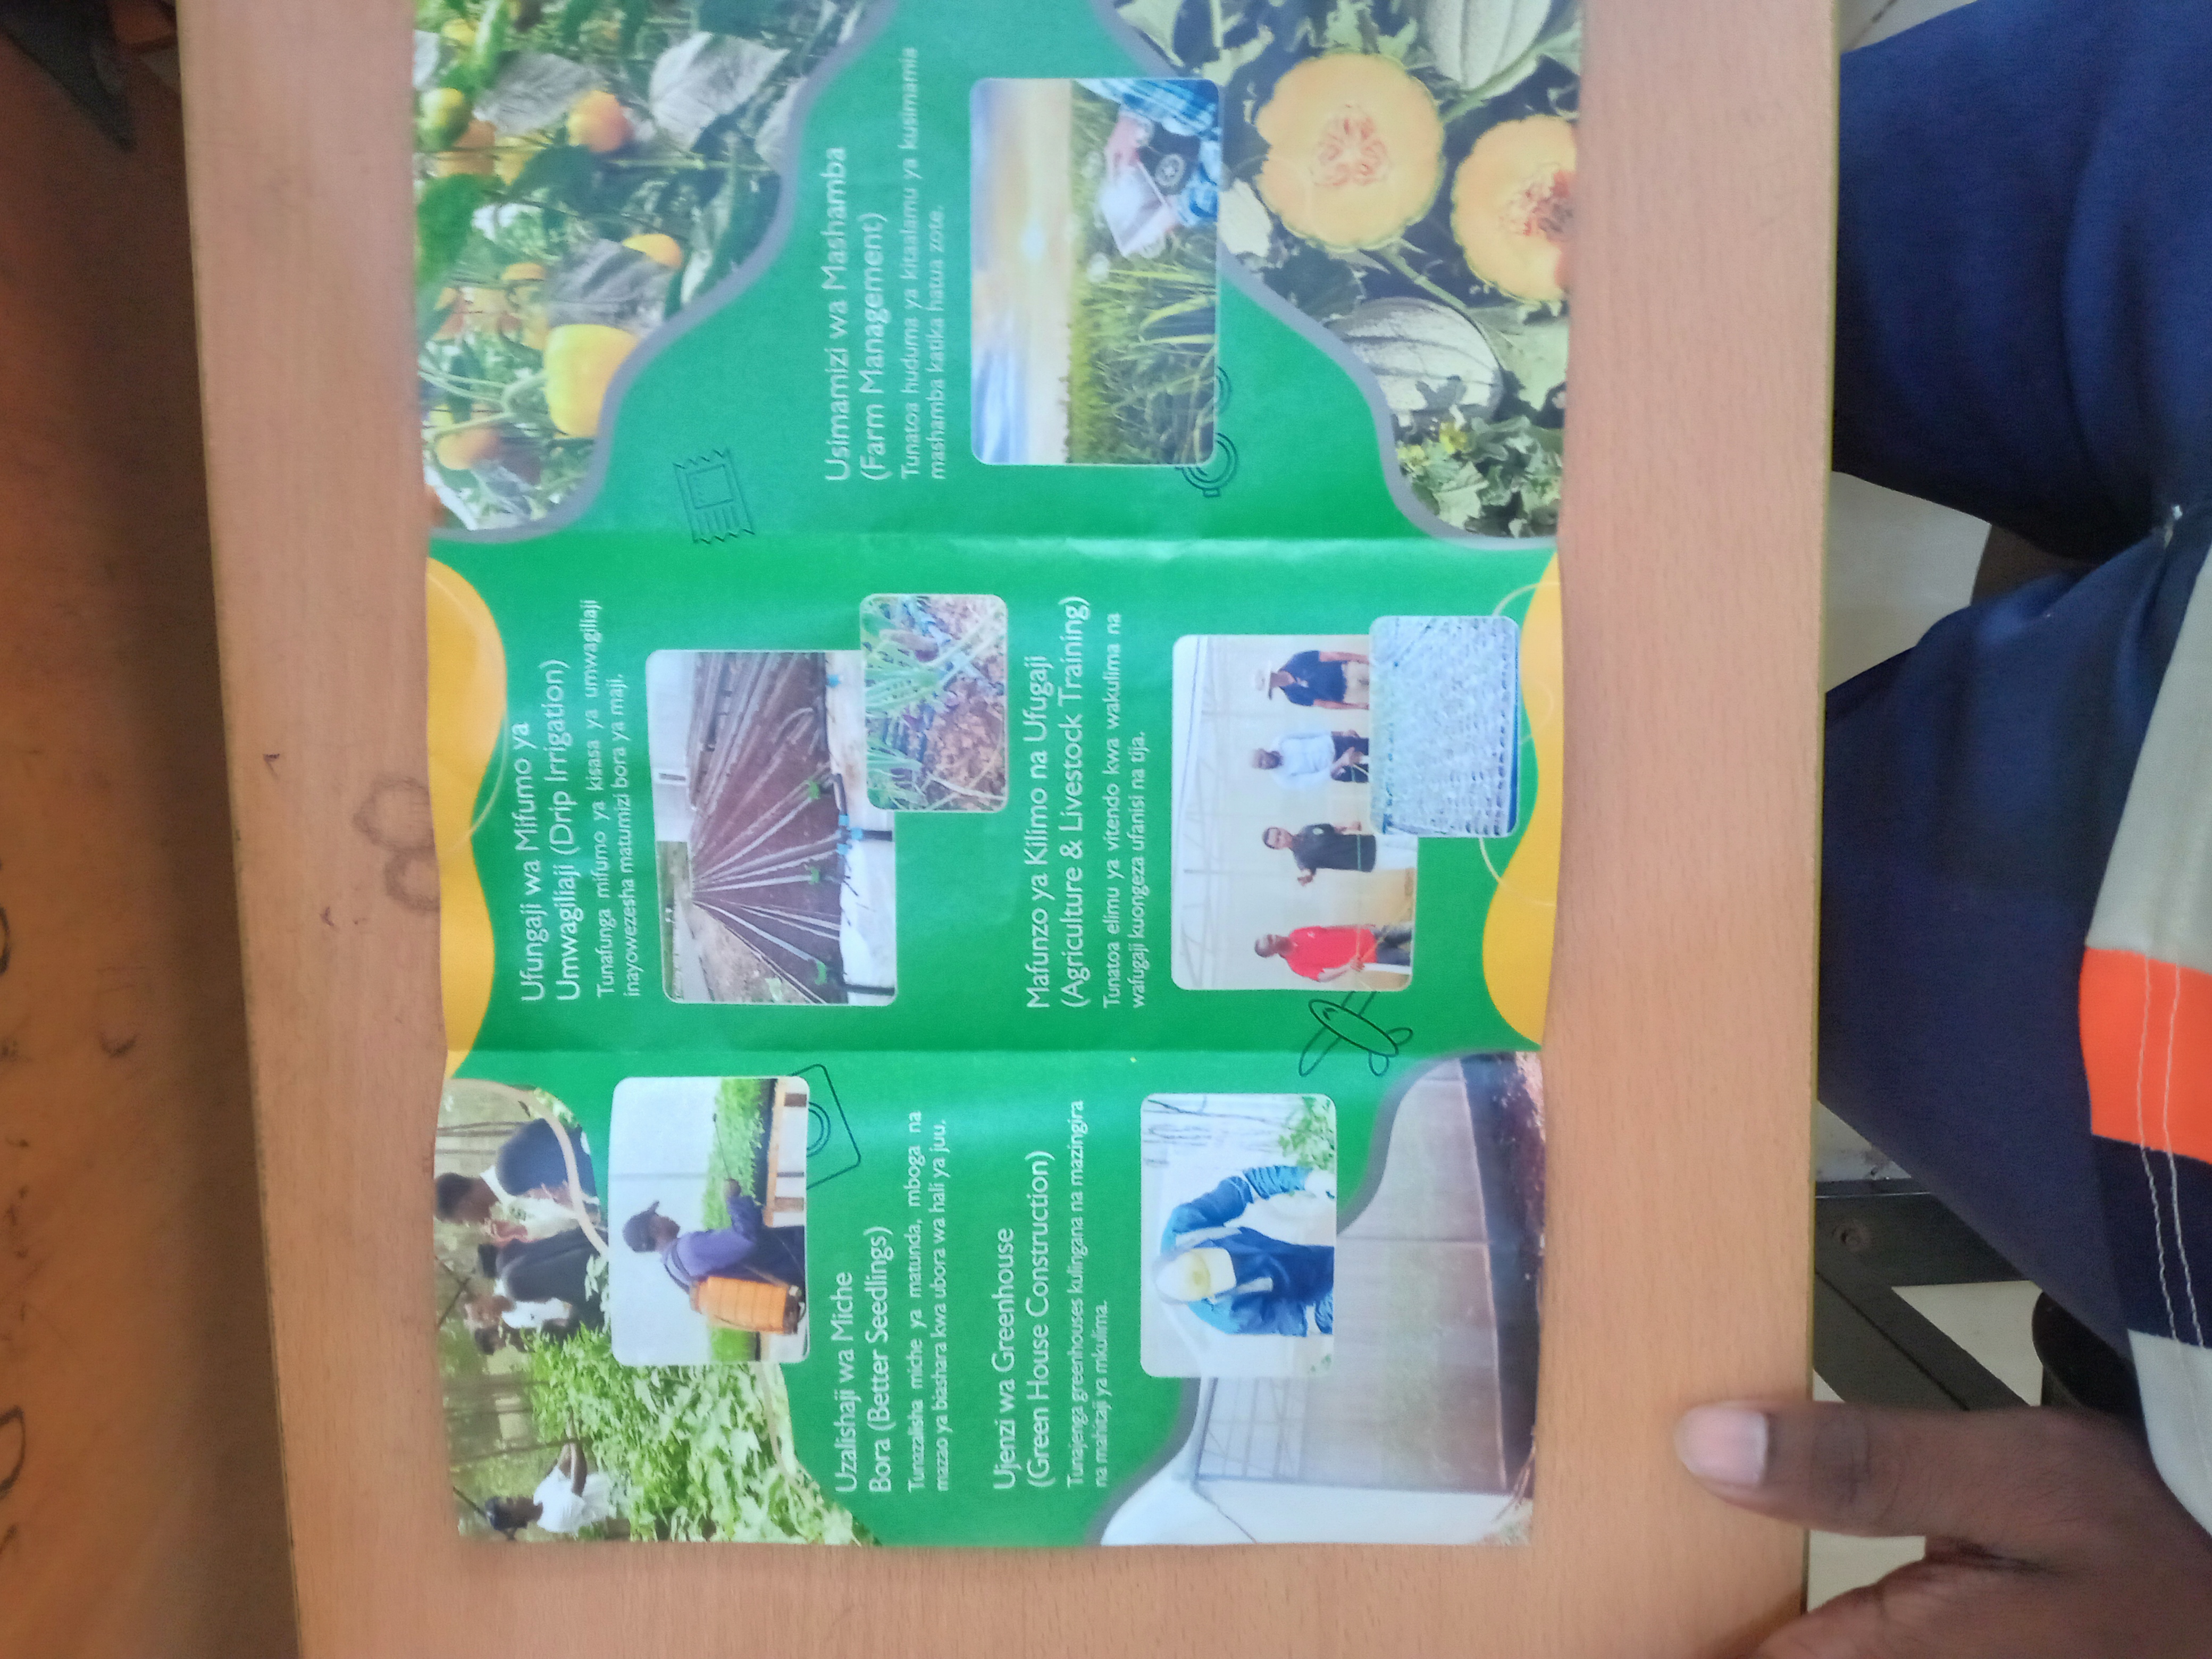 Uzalishaji wa Miche
Bora (Better Seedlings)
Tunazalisha miche ya matunda, mboga na
mazao ya biashara kwa ubora wa hali ya juu.
Ujenzi wa Greenhouse
(Green House Construction)
Tunajenga greenhouses kulingana na mazingira
na mahitaji ya mkulima.
Ufungaji wa Mifumo ya
Umwagiliaji (Drip Irrigation)
Tunafunga mifumo ya kisasa ya umwagiliaji
inayowezesha matumizi bora ya maji.
Mafunzo ya Kilimo na Ufugaji
(Agriculture & Livestock Training)
Tunatoa elimu ya vitendo kwa wakulima na
wafugaji kuongeza ufanisi na tija.
Usimamizi wa Mashamba
(Farm Management)
Tunatoa huduma ya kitaalamu ya kusimamia
mashamba katika hatua zote.